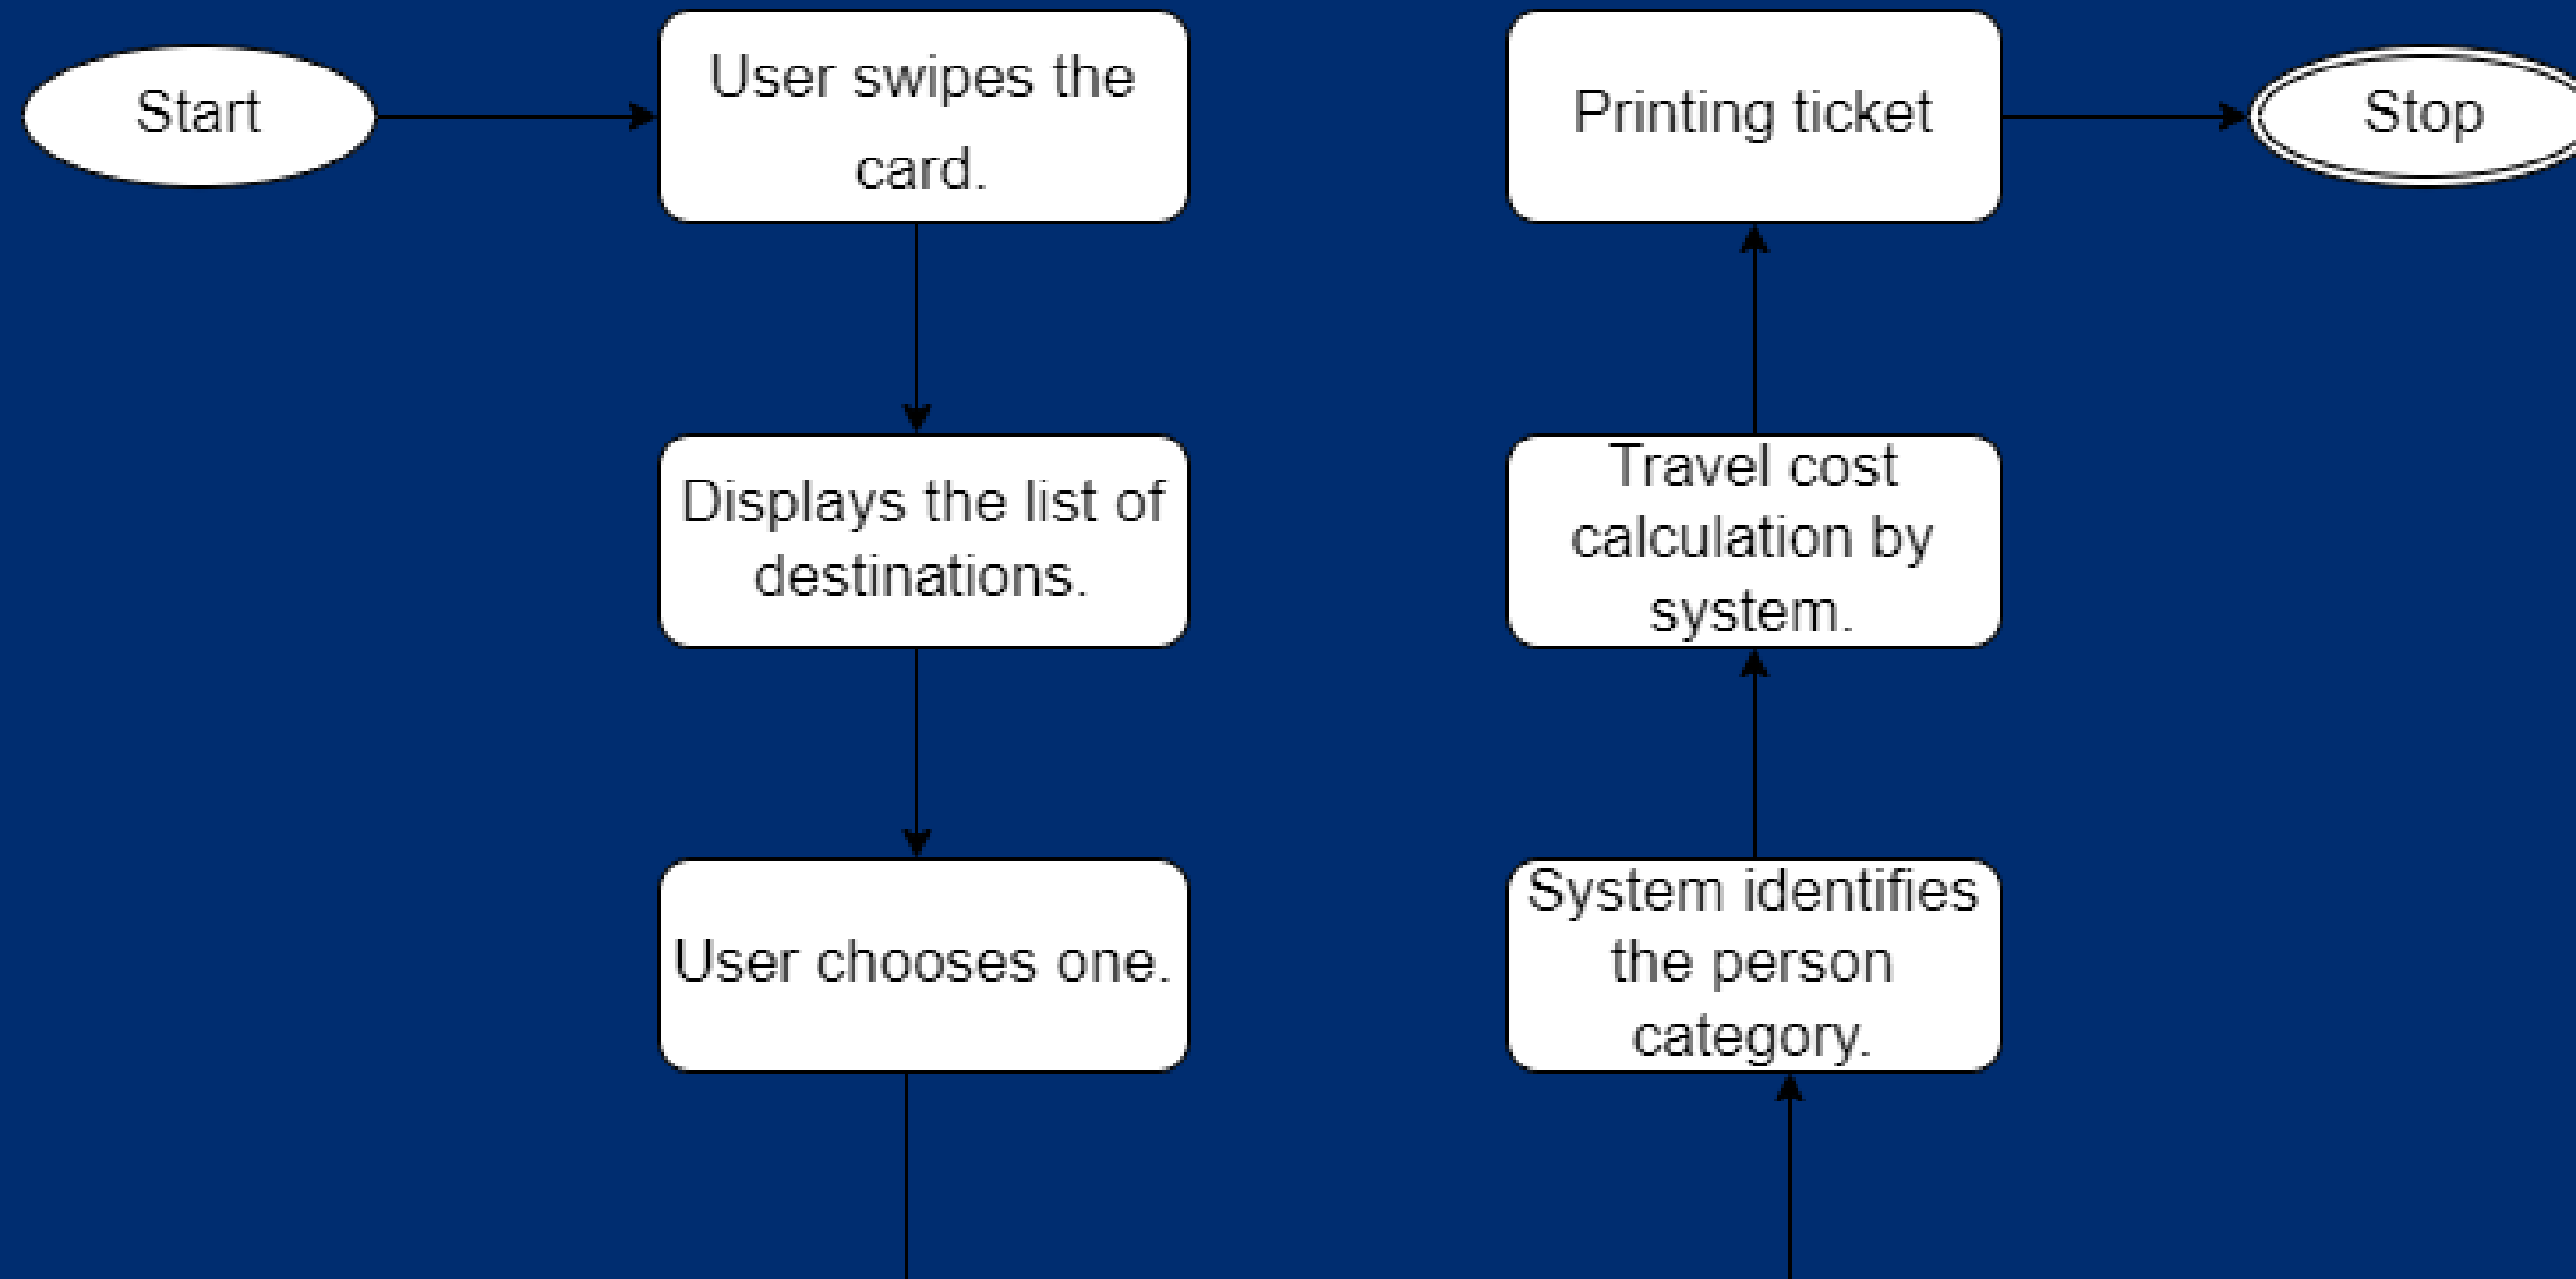 Start
User swipes the
card.
Displays the list of
destinations.
User chooses one.
System identifies
the person
category.
Travel cost
calculation by
system.
Printing ticket
Stop